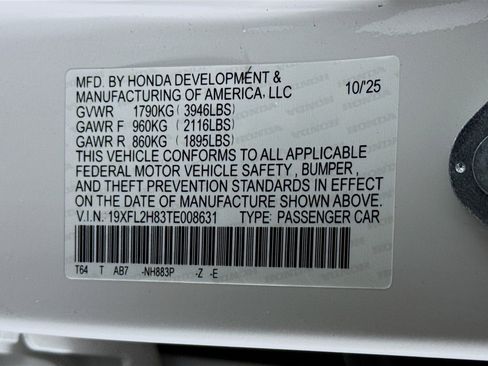 MFD. BY HONDA DEVELOPMENT &
MANUFACTURING OF AMERICA, LLC 10/25
GVWR 1790KG (3946LBS)
GAWR F 960KG (2116LBS)
GAWR R 860KG (1895LBS)
THIS VEHICLE CONFORMS TO ALL APPLICABLE
FEDERAL MOTOR VEHICLE SAFETY , BUMPER ,
AND THEFT PREVENTION STANDARDS IN EFFECT
ON THE DATE OF MANUFACTURE SHOWN ABOVE.
V.I.N. 19XFL2H83TE008631 TYPE: PASSENGER CAR
T64 T AB7 -NH883P -Z -E